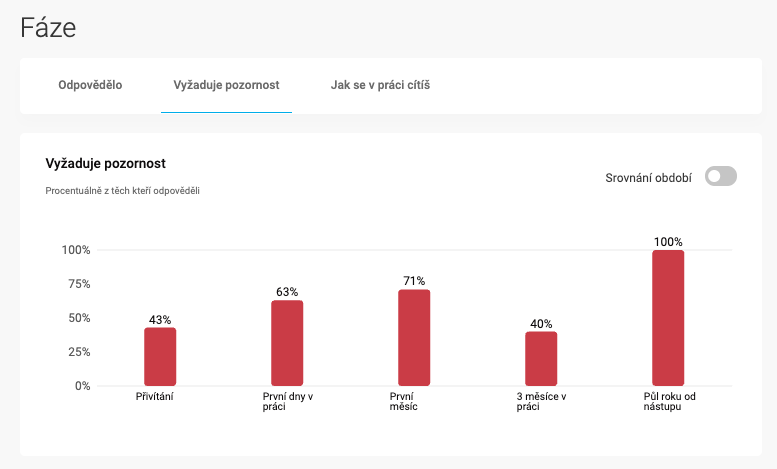 Fáze
Odpovědělo
Vyžaduje pozornost
Jak se v práci cítíš
Vyžaduje pozornost
Procentuálně z těch kteří odpověděli
Srovnání období
100%
75%
50%
25%
0%
43%
63%
71%
40%
100%
Přivítání
První dny v
práci
První
měsíc
3 měsíce v
práci
Půl roku od
nástupu